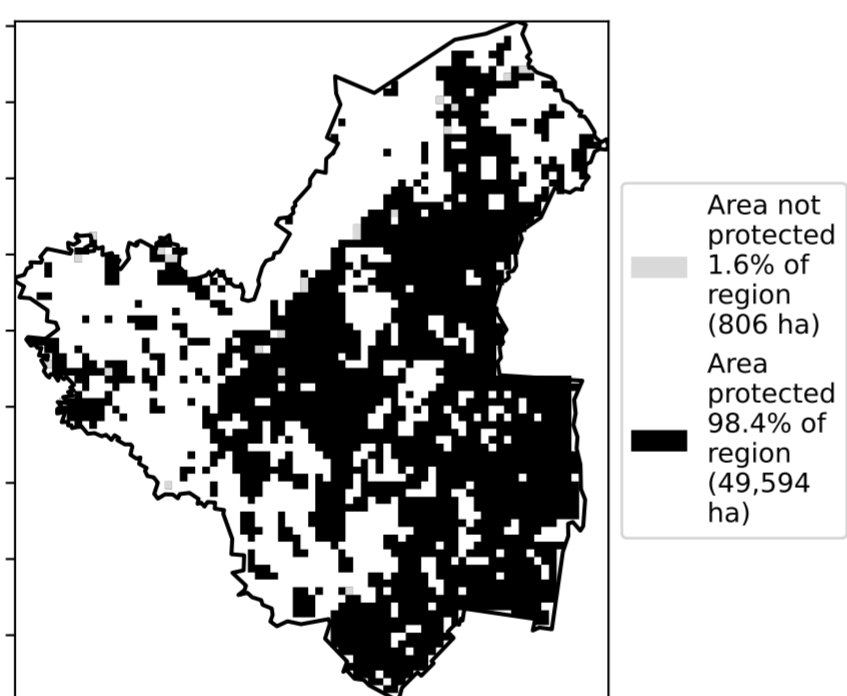 Area not
protected
1.6% of
region
(806 ha)
Area
protected
98.4% of
region
(49,594
ha)